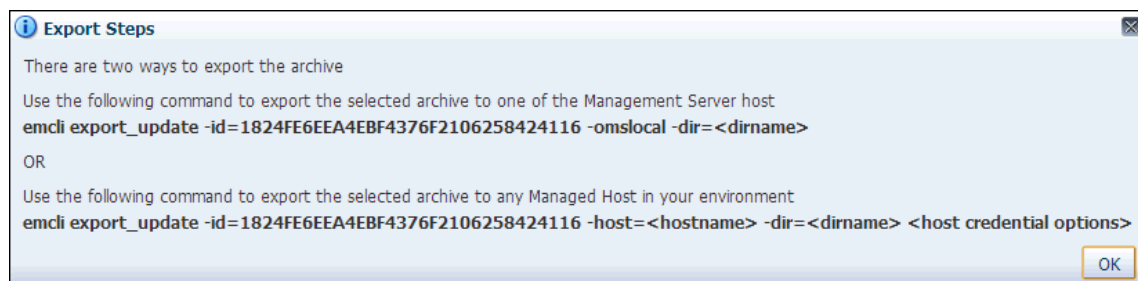 Export Steps
There are two ways to export the archive
Use the following command to export the selected archive to one of the Management Server host
emcli export_update -id=1824FE6EEA4EBF4376F2106258424116 -omslocal -dir=<dirname>
OR
Use the following command to export the selected archive to any Managed Host in your environment
emcli export_update -id=1824FE6EEA4EBF4376F2106258424116 -host=<hostname> -dir=<dirname> <host credential options>
OK